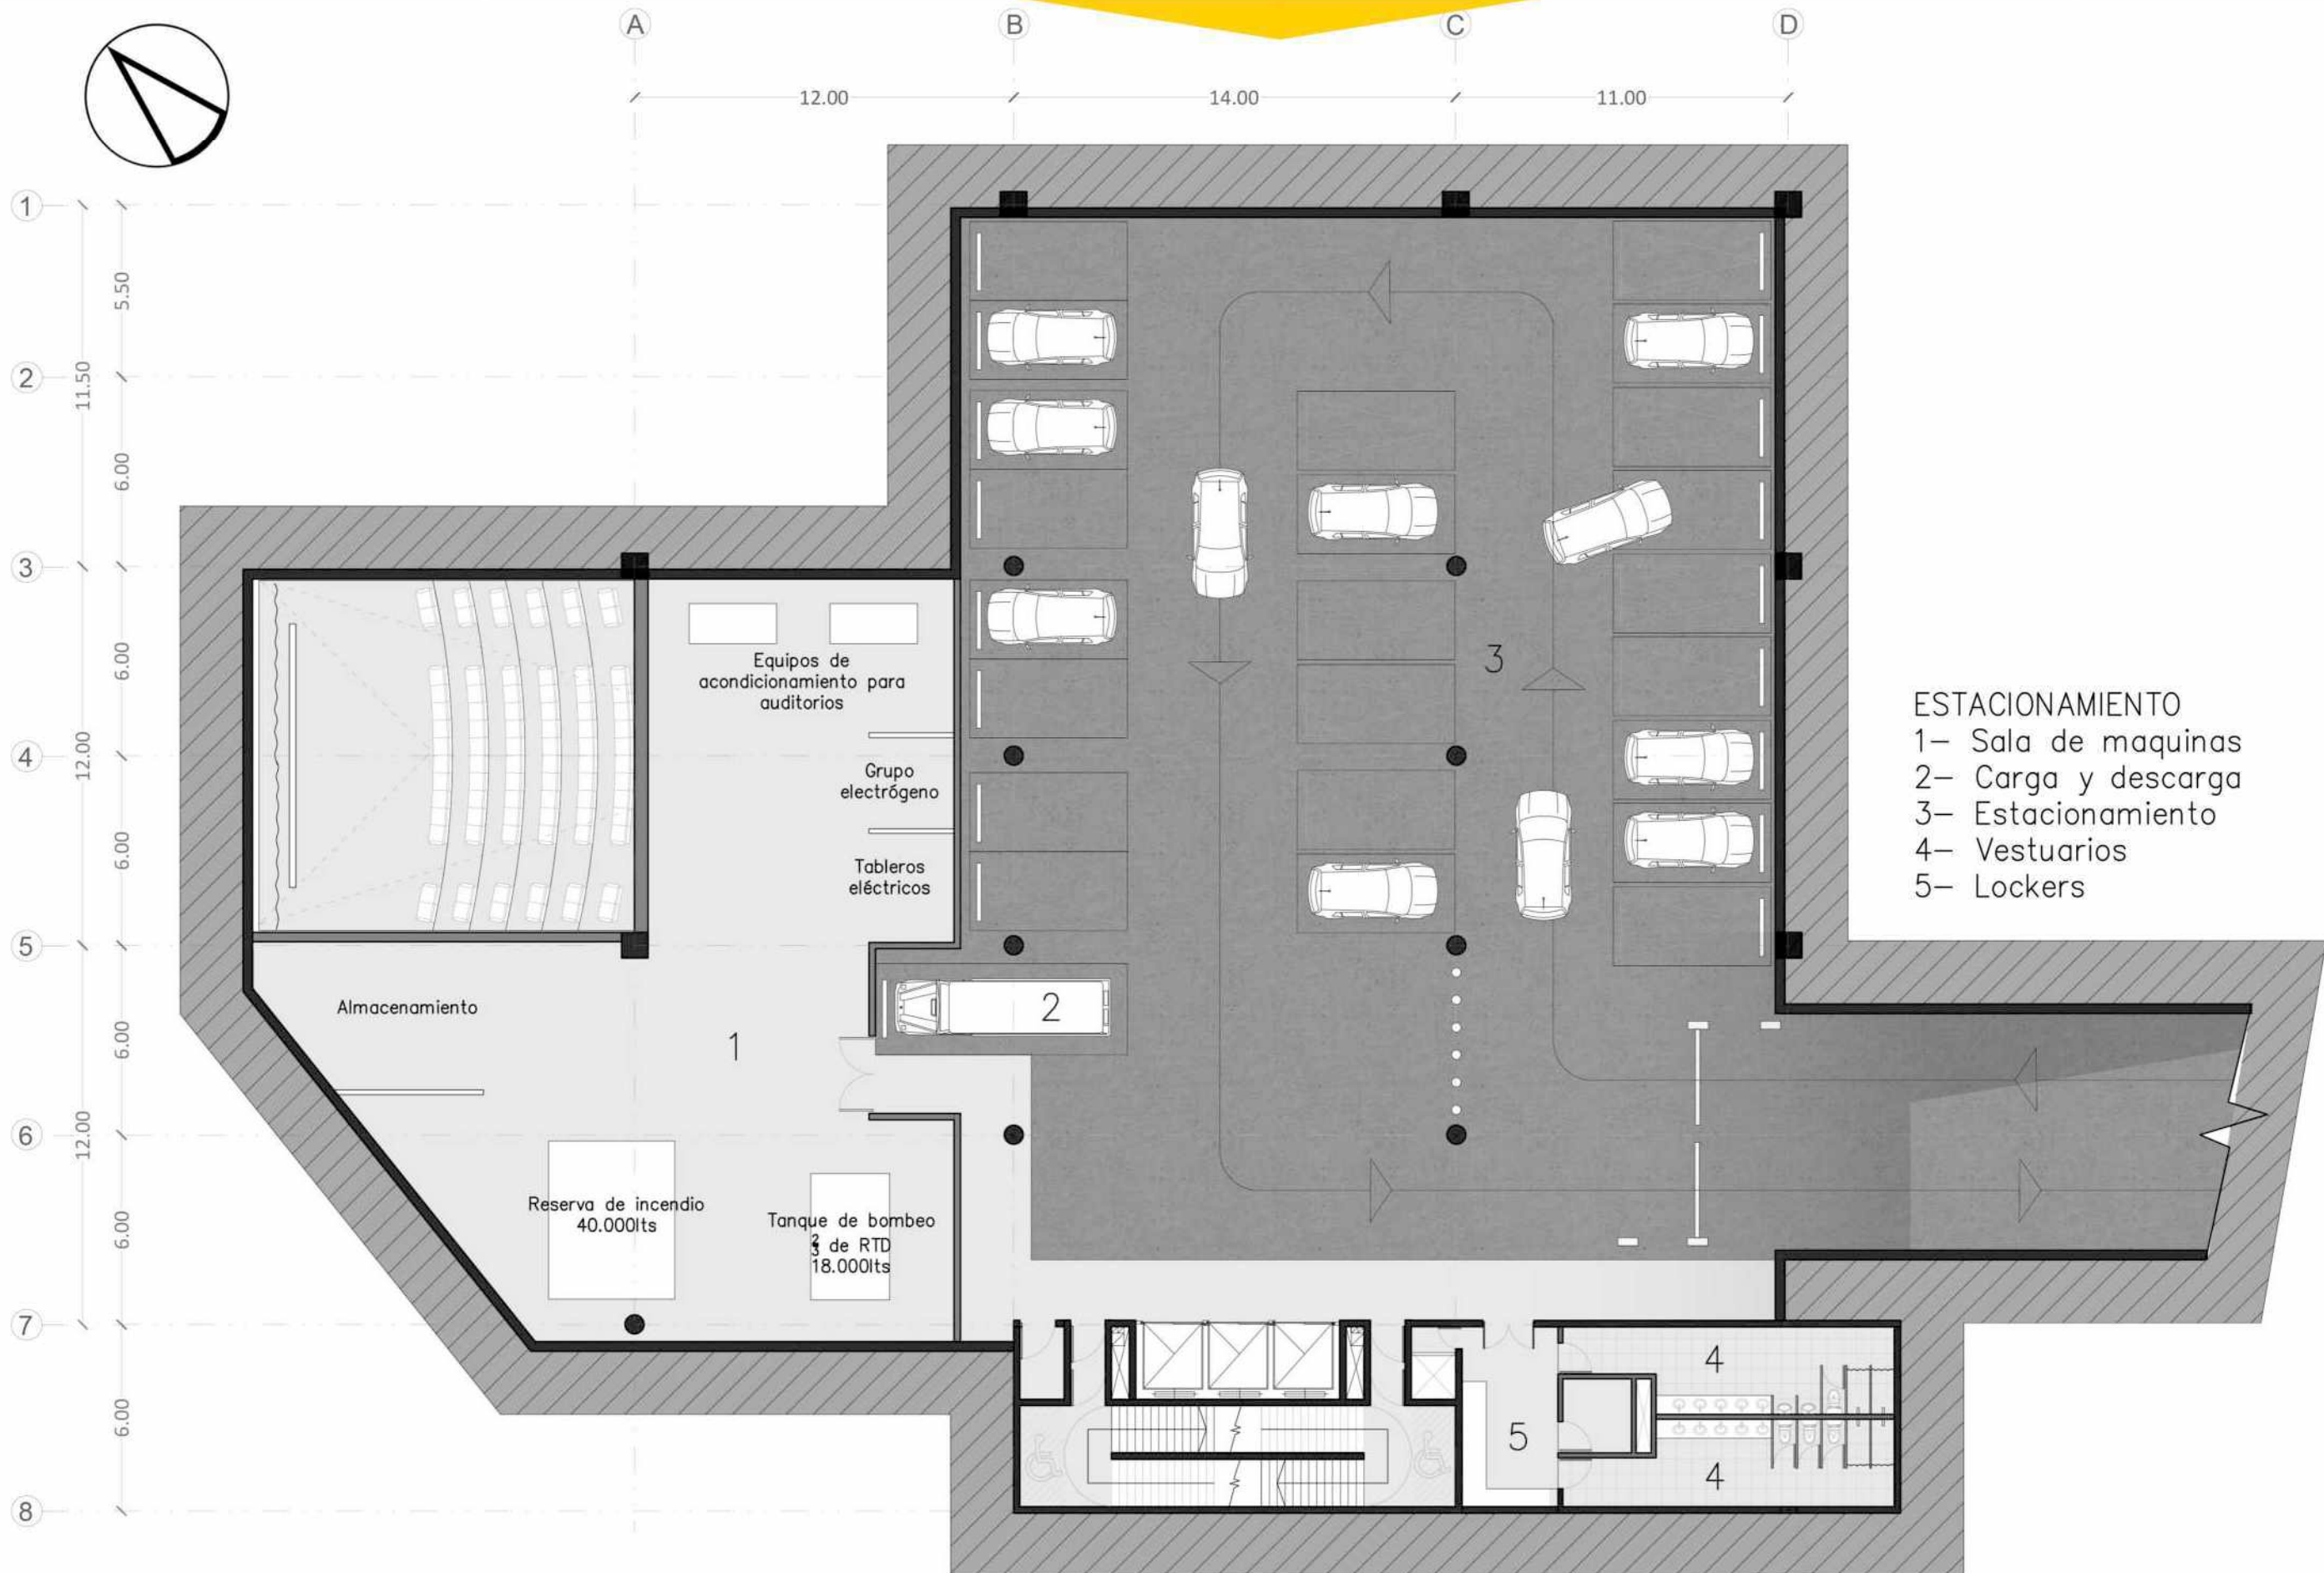 A
B
C
D
12.00
14.00
11.00
1
2
3
4
5
6
7
8
5.50
11.50
6.00
6.00
12.00
6.00
6.00
12.00
6.00
6.00
Equipos de
acondicionamiento para
auditorios
Grupo
electrógeno
Tableros
eléctricos
Almacenamiento
1
2
3
Reserva de incendio
40.000lts
Tanque de bombeo
2/3 de RTD
18.000lts
4
5
4
ESTACIONAMIENTO
1– Sala de maquinas
2– Carga y descarga
3– Estacionamiento
4– Vestuarios
5– Lockers